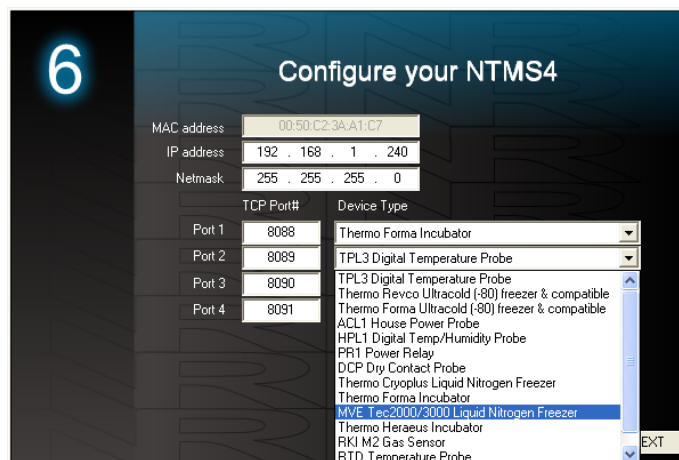 6
Configure your NTMS4
MAC address 00:50:C2:3A:A1:C7
IP address 192 . 168 . 1 . 240
Netmask 255 . 255 . 255 . 0
TCP Port# Device Type
Port 1 8088 Thermo Forma Incubator
Port 2 8089 TPL3 Digital Temperature Probe
Port 3 8090
Port 4 8091
TPL3 Digital Temperature Probe
Thermo Revco Ultracold (-80) freezer & compatible
Thermo Forma Ultracold (-80) freezer & compatible
ACL1 House Power Probe
HPL1 Digital Temp/Humidity Probe
PR1 Power Relay
DCP Dry Contact Probe
Thermo Cryoplus Liquid Nitrogen Freezer
Thermo Forma Incubator
MVE Tec2000/3000 Liquid Nitrogen Freezer
Thermo Heraeus Incubator
RKI M2 Gas Sensor
RTD Temperature Probe
EXT